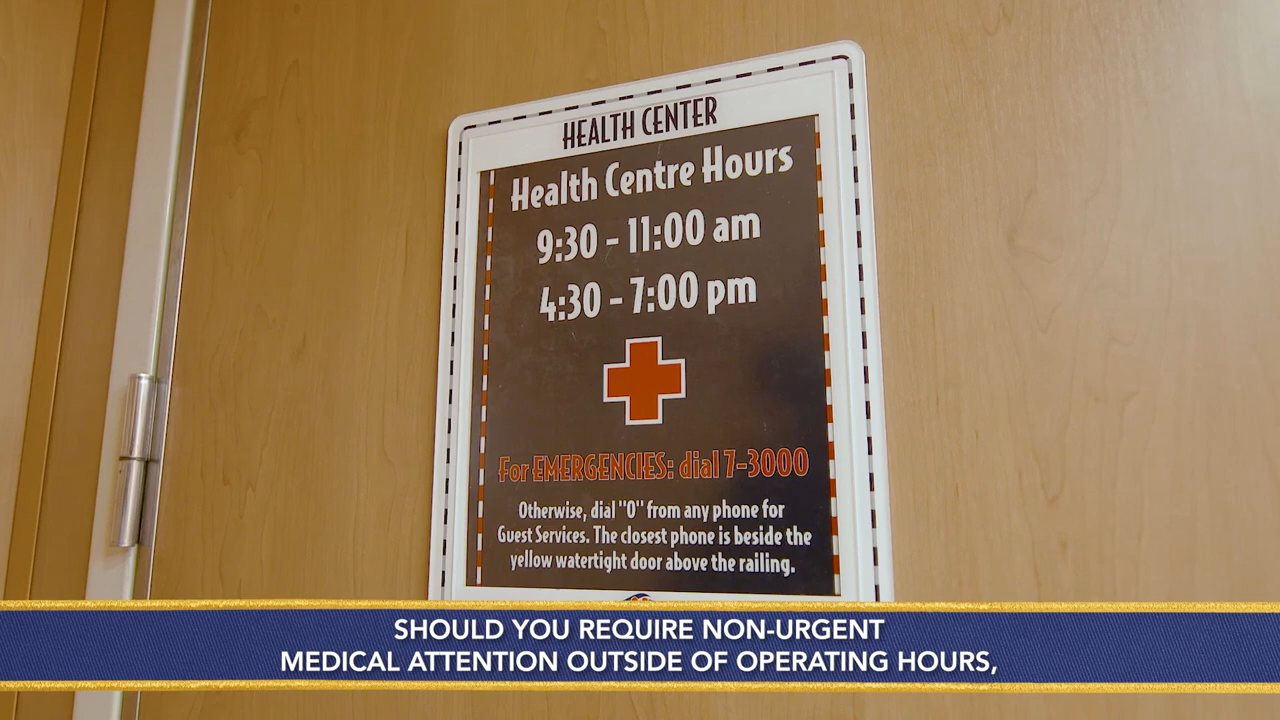 HEALTH CENTER
Health Centre Hours
9:30 - 11:00 am
4:30 - 7:00 pm
For EMERGENCIES: dial 7-3000
Otherwise, dial "0" from any phone for
Guest Services. The closest phone is beside the
yellow watertight door above the railing.
SHOULD YOU REQUIRE NON-URGENT
MEDICAL ATTENTION OUTSIDE OF OPERATING HOURS,